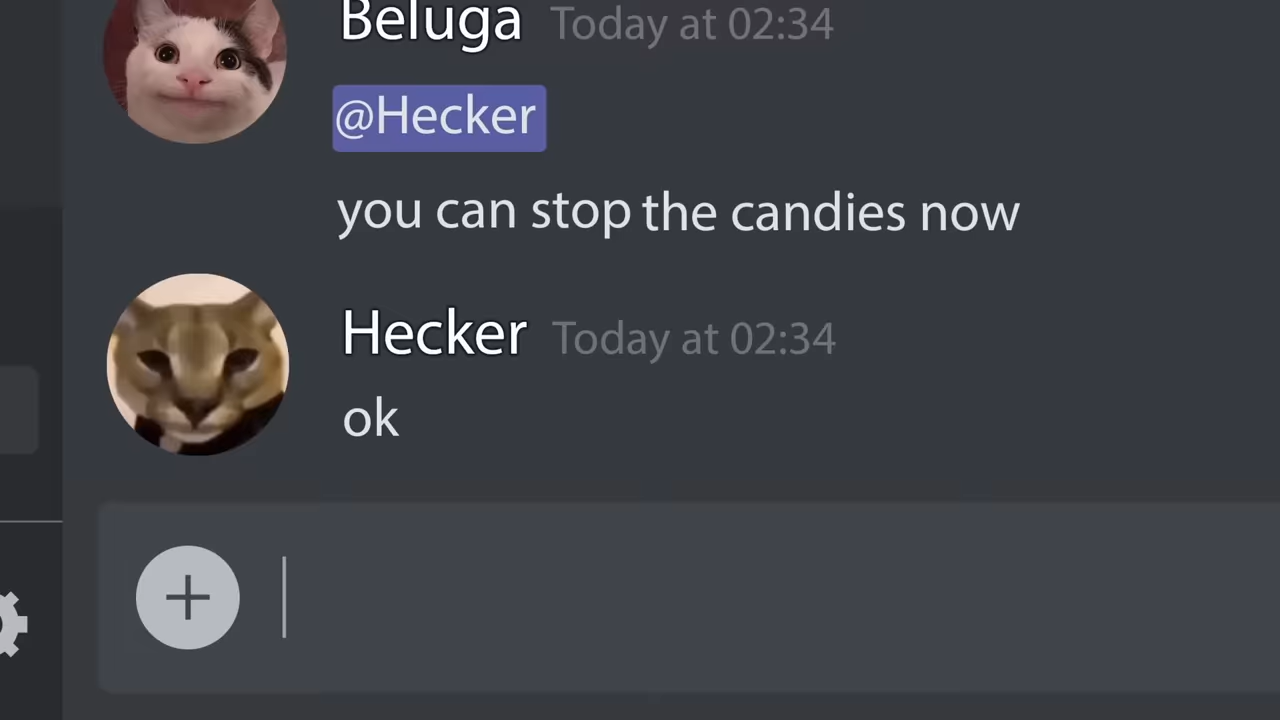 Beluga Today at 02:34
@Hecker
you can stop the candies now
Hecker Today at 02:34
ok